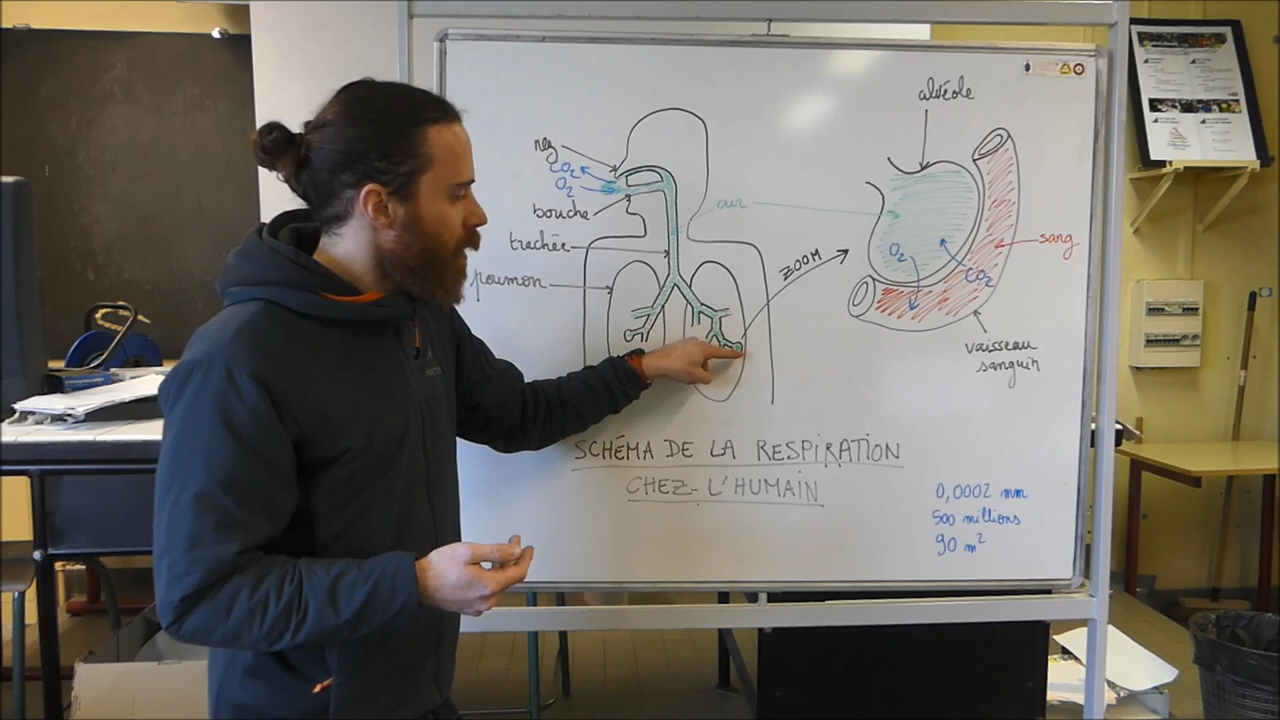 alvéole
nez
CO₂
O₂
bouche
trachée
poumon
air
ZOOM
O₂
CO₂
sang
vaisseau
sanguin
SCHÉMA DE LA RESPIRATION
CHEZ L'HUMAIN
0,0002 mm
500 millions
90 m²